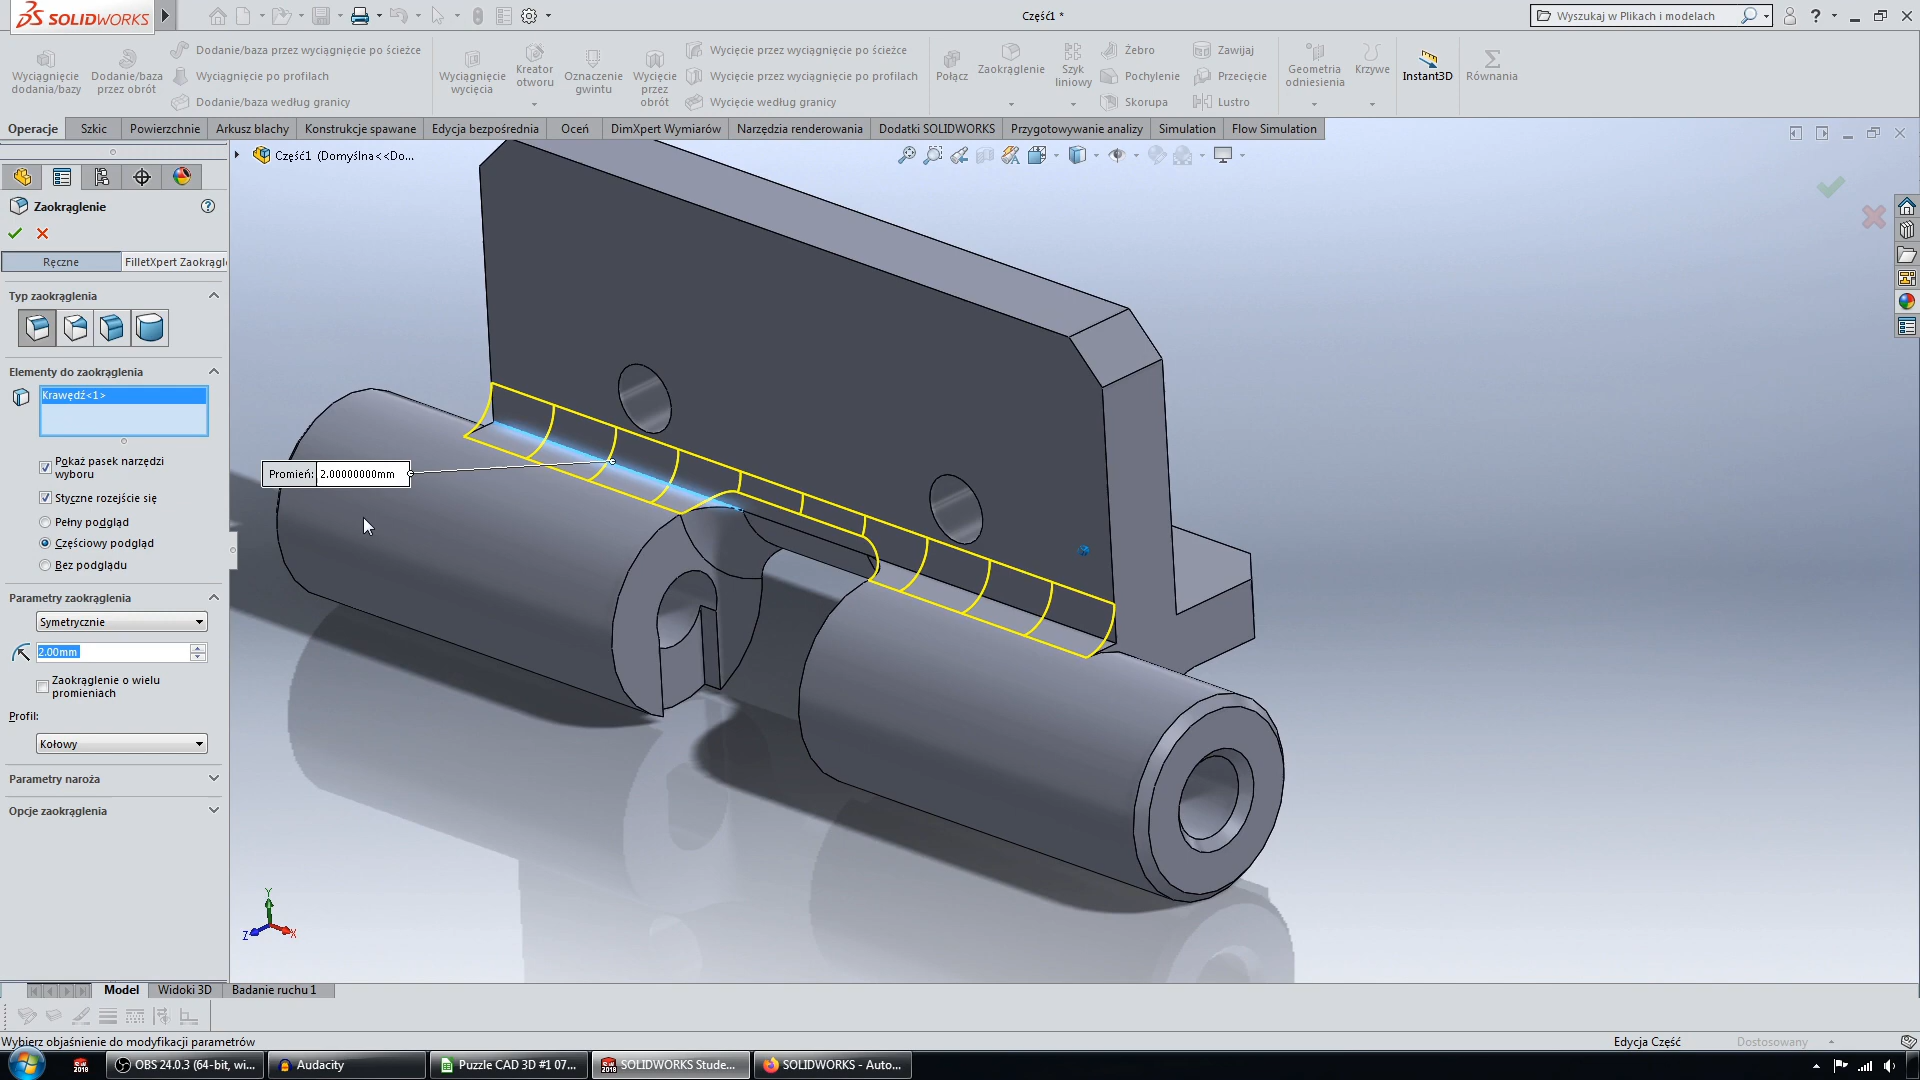 SOLIDWORKS
Część1 *
Wyszukaj w Plikach i modelach
?
Wyciągnięcie dodania/bazy
Dodanie/baza przez obrót
Dodanie/baza przez wyciągnięcie po ścieżce
Wyciągnięcie po profilach
Dodanie/baza według granicy
Wyciągnięcie wycięcia
Kreator otworu
Oznaczenie gwintu
Wycięcie przez obrót
Wycięcie przez wyciągnięcie po ścieżce
Wycięcie przez wyciągnięcie po profilach
Wycięcie według granicy
Połącz
Zaokrąglenie
Szyk liniowy
Żebro
Pochylenie
Skorupa
Zawijaj
Przecięcie
Lustro
Geometria odniesienia
Krzywe
Instant3D
Równania
Operacje
Szkic
Powierzchnie
Arkusz blachy
Konstrukcje spawane
Edycja bezpośrednia
Oceń
DimXpert Wymiarów
Narzędzia renderowania
Dodatki SOLIDWORKS
Przygotowywanie analizy
Simulation
Flow Simulation
Część1 (Domyślna<<Do...
Zaokrąglenie
?
Ręczne
FilletXpert Zaokrągle
Typ zaokrąglenia
Elementy do zaokrąglenia
Krawędź<1>
Pokaż pasek narzędzi
wyboru
Styczne rozejście się
Pełny podgląd
Częściowy podgląd
Bez podglądu
Parametry zaokrąglenia
Symetrycznie
2.00mm
Zaokrąglenie o wielu
promieniach
Profil:
Kołowy
Parametry naroża
Opcje zaokrąglenia
Promień: 2.00000000mm
Y
Z
X
Model
Widoki 3D
Badanie ruchu 1
Wybierz objaśnienie do modyfikacji parametrów
Edycja Część
Dostosowany
2018
OBS 24.0.3 (64-bit, wi...
Audacity
Puzzle CAD 3D #1 07...
2018
SOLIDWORKS Stude...
SOLIDWORKS - Auto...